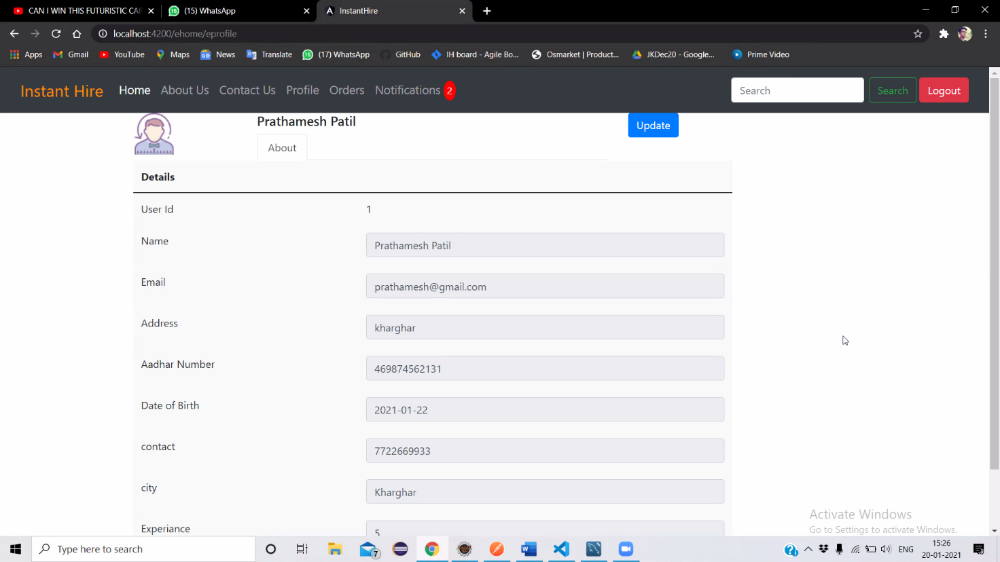 CAN I WIN THIS FUTURISTIC CAR
(15) WhatsApp
InstantHire
localhost:4200/ehome/eprofile
Apps
Gmail
YouTube
Maps
News
Translate
(17) WhatsApp
GitHub
IH board - Agile Bo...
Osmarket | Product...
JKDec20 - Google...
Prime Video
Instant Hire
Home
About Us
Contact Us
Profile
Orders
Notifications 2
Search
Search
Logout
Prathamesh Patil
Update
About
Details
User Id 1
Name Prathamesh Patil
Email prathamesh@gmail.com
Address kharghar
Aadhar Number 469874562131
Date of Birth 2021-01-22
contact 7722669933
city Kharghar
Experiance 5
Activate Windows
Go to Settings to activate Windows.
Type here to search
7
ENG
15:26
20-01-2021